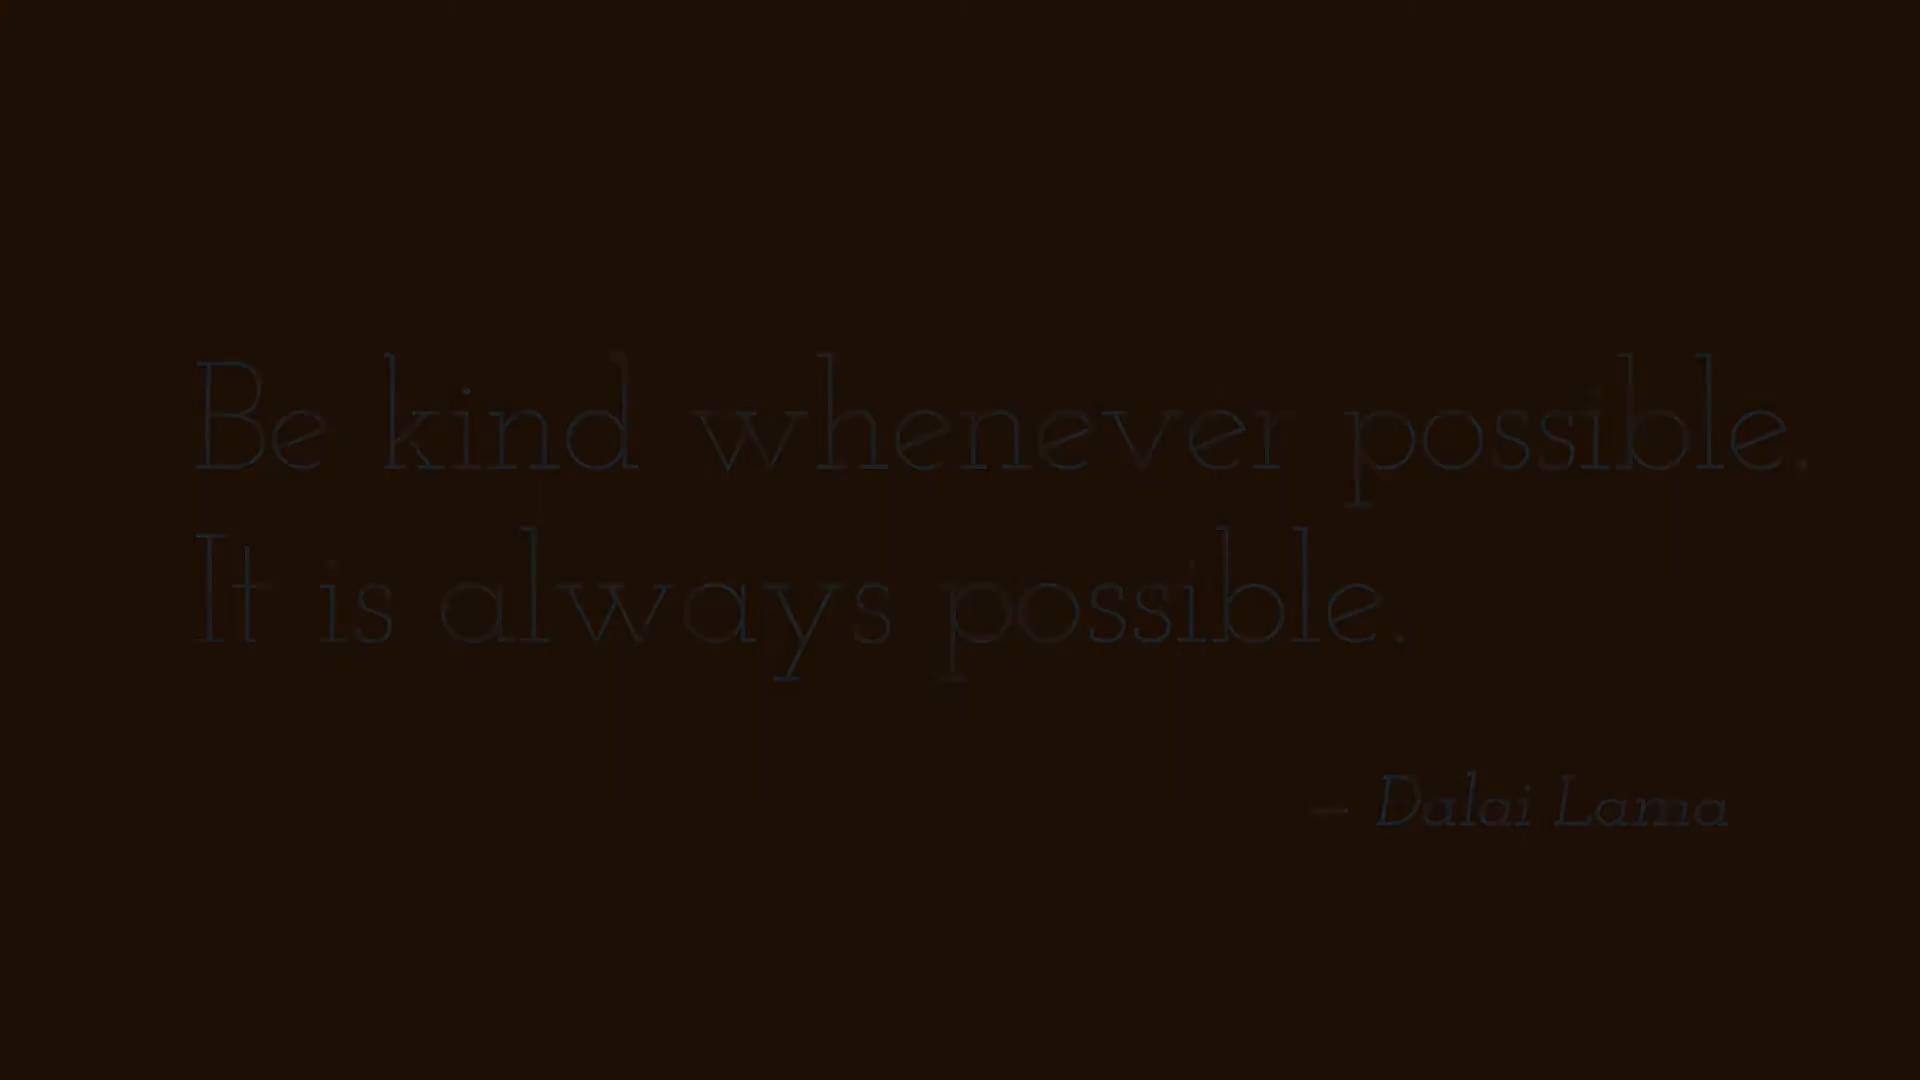 Be kind whenever possible.
It is always possible.
– Dalai Lama